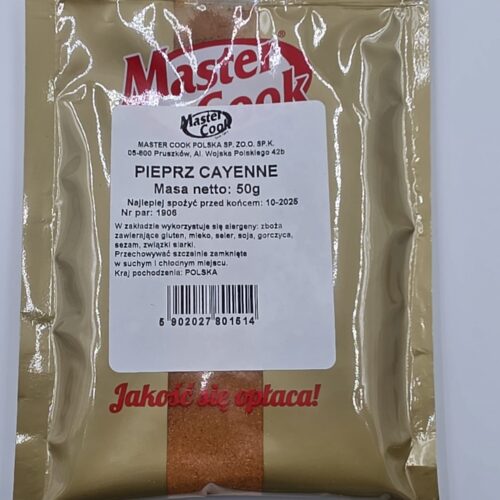 Master
Cook
®
Master
Cook
MASTER COOK POLSKA SP. ZO.O. SP.K.
05-800 Pruszków, Al. Wojska Polskiego 42b
PIEPRZ CAYENNE
Masa netto: 50g
Najlepiej spożyć przed końcem: 10-2025
Nr par: 1906
W zakładzie wykorzystuje się alergeny: zboża
zawierające gluten, mleko, seler, soja, gorczyca,
sezam, związki siarki.
Przechowywać szczelnie zamknięte
w suchym i chłodnym miejscu.
Kraj pochodzenia: POLSKA
5 902027 801514
Jakość się opłaca!